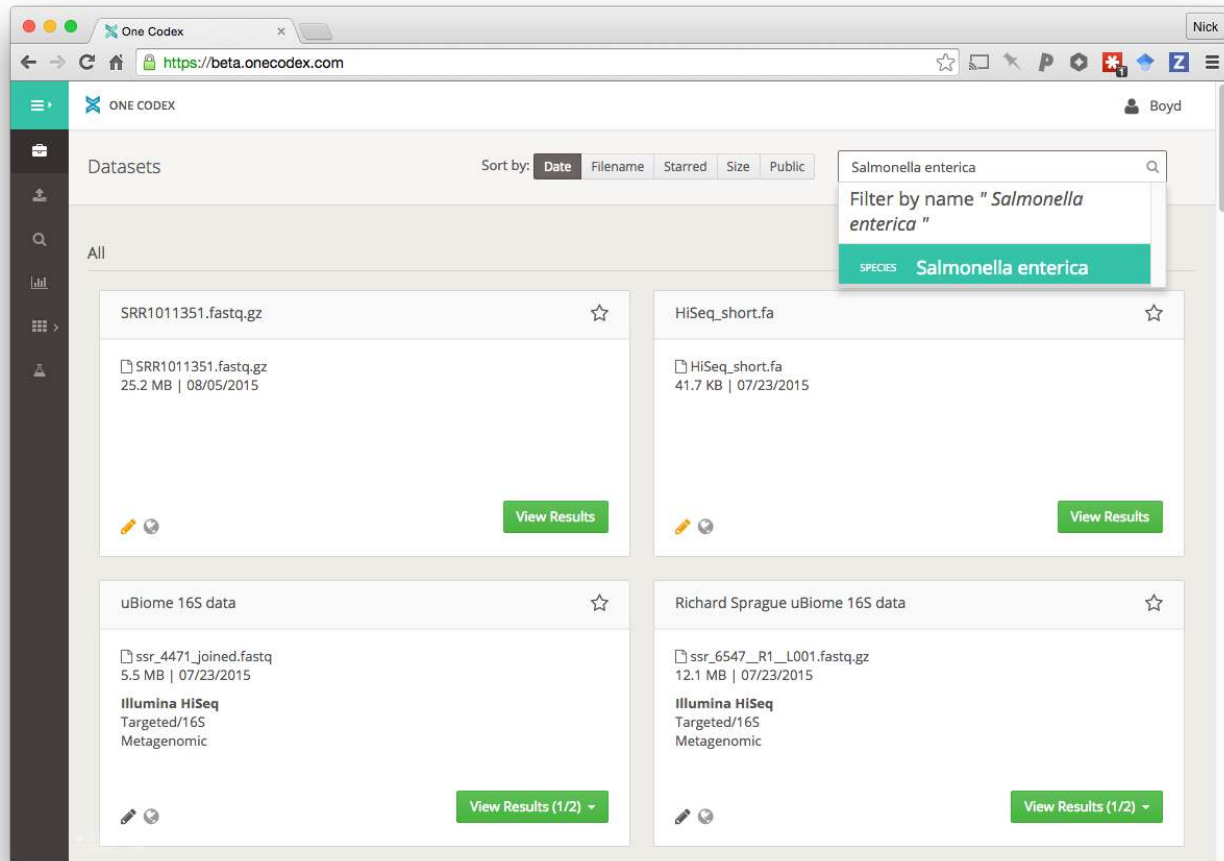 One Codex
Nick
https://beta.onecodex.com
1
Z
ONE CODEX
Boyd
Datasets
Sort by: Date Filename Starred Size Public
Salmonella enterica
Filter by name " Salmonella
enterica "
SPECIES Salmonella enterica
All
SRR1011351.fastq.gz
SRR1011351.fastq.gz
25.2 MB | 08/05/2015
View Results
HiSeq_short.fa
HiSeq_short.fa
41.7 KB | 07/23/2015
View Results
uBiome 16S data
ssr_4471_joined.fastq
5.5 MB | 07/23/2015
Illumina HiSeq
Targeted/16S
Metagenomic
View Results (1/2)
Richard Sprague uBiome 16S data
ssr_6547__R1__L001.fastq.gz
12.1 MB | 07/23/2015
Illumina HiSeq
Targeted/16S
Metagenomic
View Results (1/2)